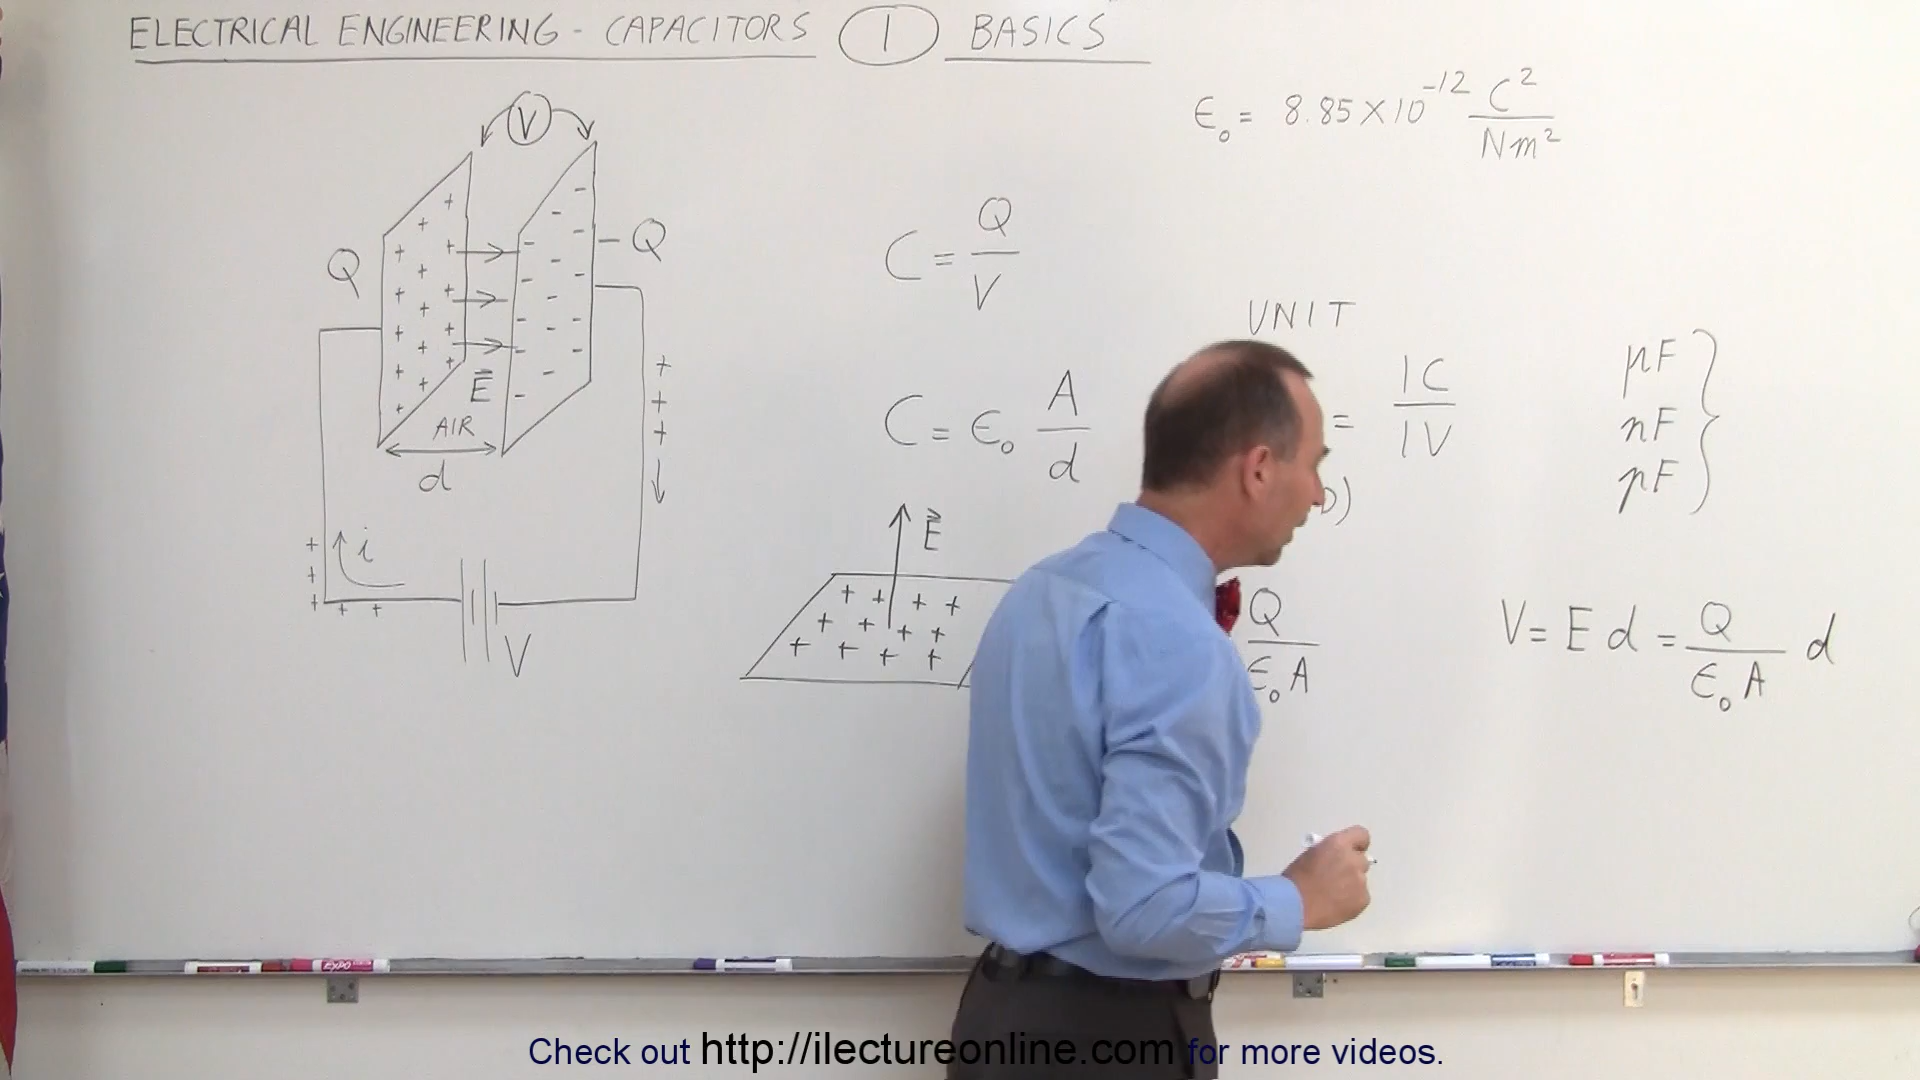 ELECTRICAL ENGINEERING - CAPACITORS 1 BASICS
ϵ₀ = 8.85 × 10⁻¹² C²/Nm²
V
Q
- Q
E⃗
AIR
d
i
V
C = Q/V
C = ϵ₀ A/d
UNIT
= 1C/1V
μF
nF
pF
E⃗
Q/ϵ₀A
V = E d = Q/ϵ₀A d
EXPO
Check out http://ilectureonline.com for more videos.